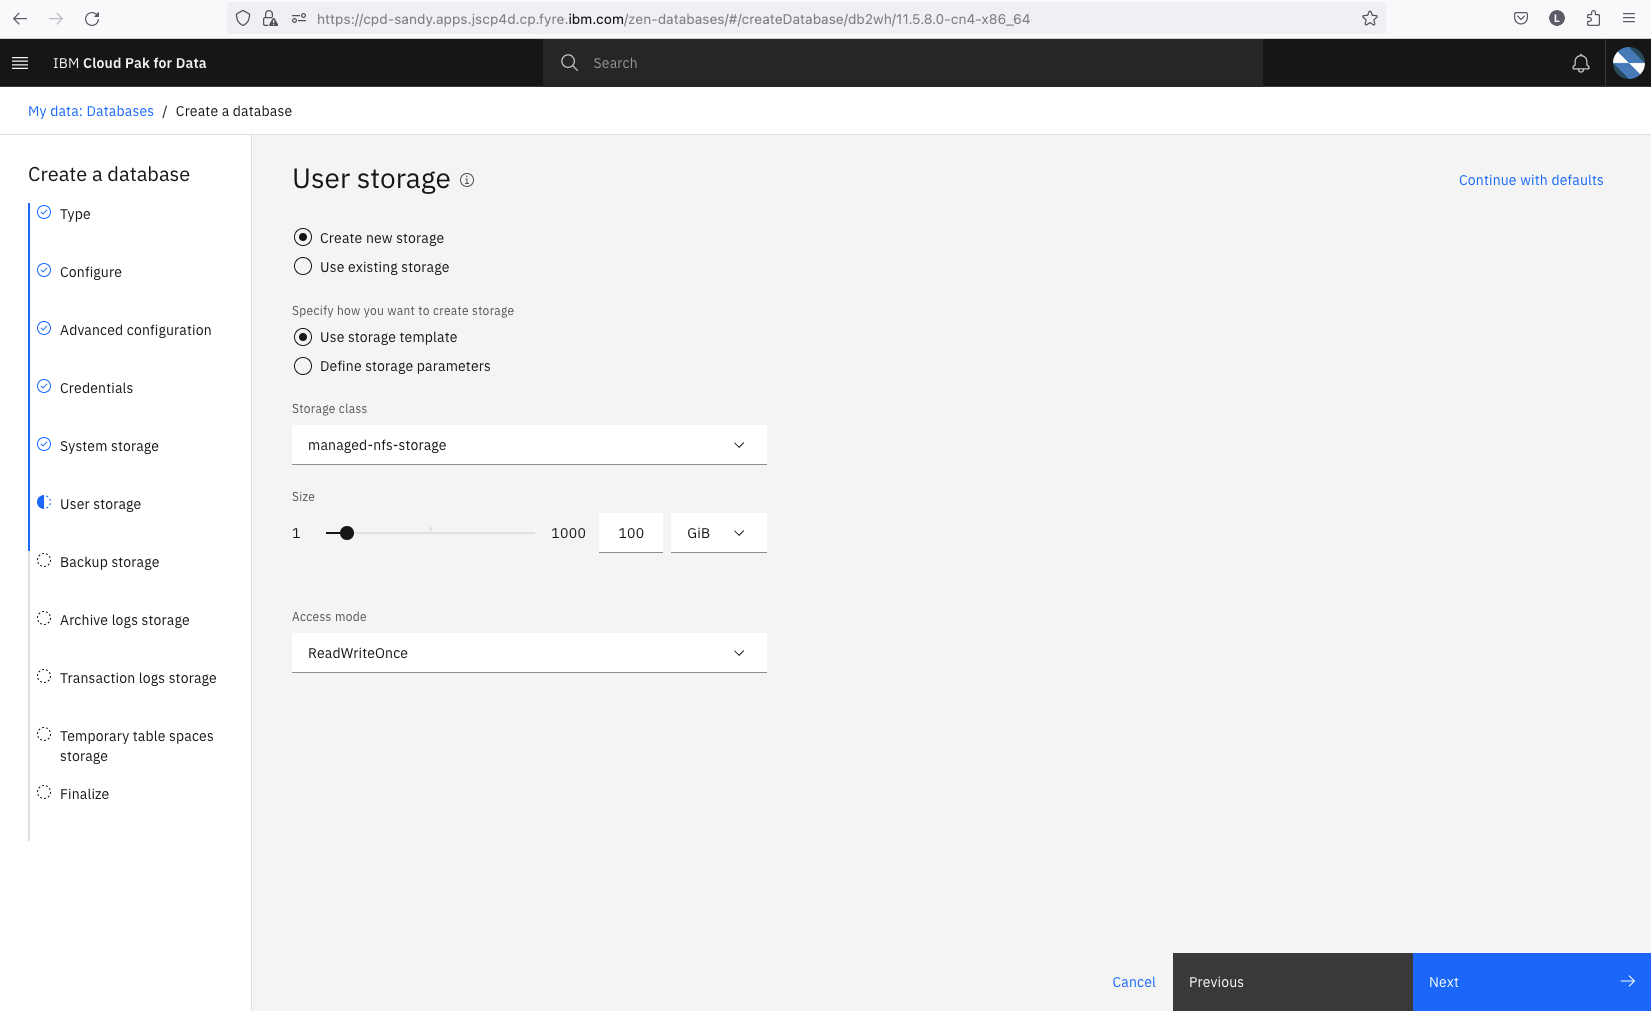 https://cpd-sandy.apps.jscp4d.cp.fyre.ibm.com/zen-databases/#/createDatabase/db2wh/11.5.8.0-cn4-x86_64
L
IBM Cloud Pak for Data
Search
My data: Databases / Create a database
Create a database
Type
Configure
Advanced configuration
Credentials
System storage
User storage
Backup storage
Archive logs storage
Transaction logs storage
Temporary table spaces
storage
Finalize
User storage
Continue with defaults
Create new storage
Use existing storage
Specify how you want to create storage
Use storage template
Define storage parameters
Storage class
managed-nfs-storage
Size
1 1000 100 GiB
Access mode
ReadWriteOnce
Cancel Previous Next